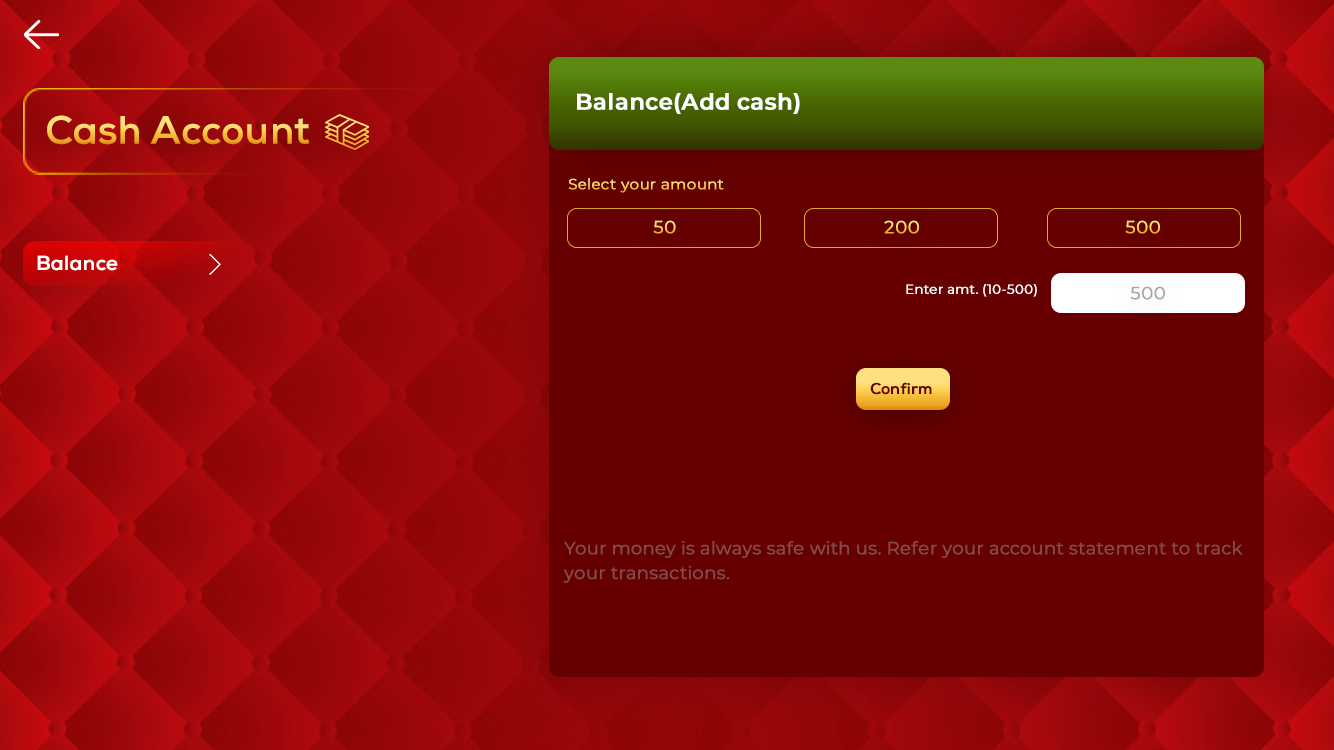 Cash Account
Balance
Balance(Add cash)
Select your amount
50
200
500
Enter amt. (10-500)
500
Confirm
Your money is always safe with us. Refer your account statement to track
your transactions.